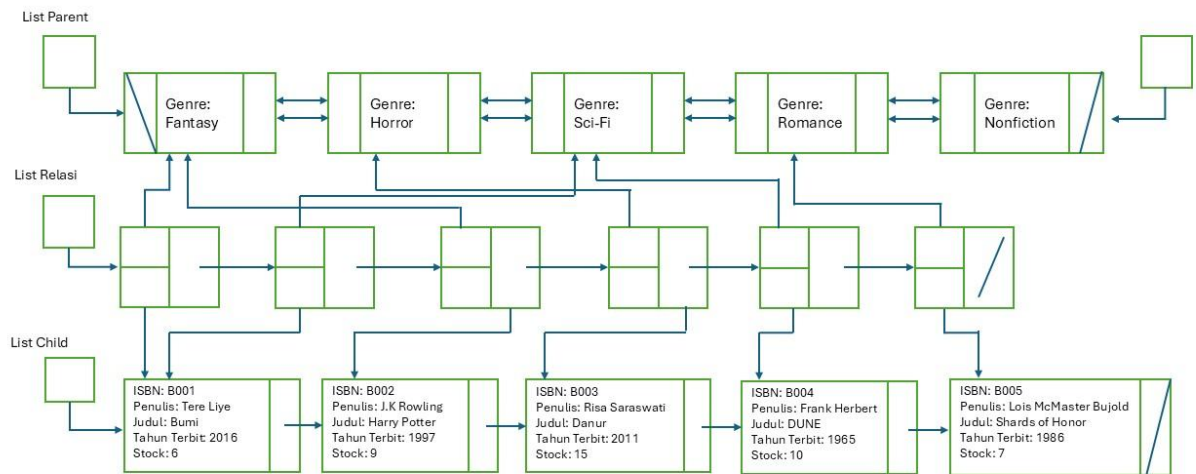 List Parent
Genre:
Fantasy
Genre:
Horror
Genre:
Sci-Fi
Genre:
Romance
Genre:
Nonfiction
List Relasi
List Child
ISBN: B001
Penulis: Tere Liye
Judul: Bumi
Tahun Terbit: 2016
Stock: 6
ISBN: B002
Penulis: J.K Rowling
Judul: Harry Potter
Tahun Terbit: 1997
Stock: 9
ISBN: B003
Penulis: Risa Saraswati
Judul: Danur
Tahun Terbit: 2011
Stock: 15
ISBN: B004
Penulis: Frank Herbert
Judul: DUNE
Tahun Terbit: 1965
Stock: 10
ISBN: B005
Penulis: Lois McMaster Bujold
Judul: Shards of Honor
Tahun Terbit: 1986
Stock: 7